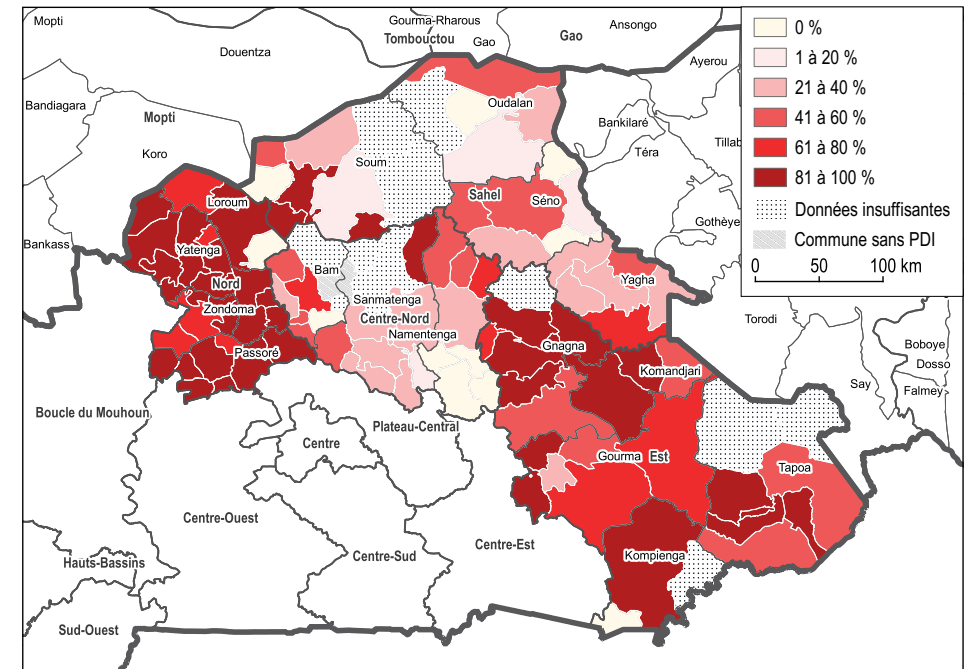 Mopti
Gourma-Rharous
Tombouctou
Gao
Gao
Ansongo
Douentza
Ayerou
Bandiagara
Mopti
Koro
Bankilaré
Téra
Tillab
Gothèye
Bankass
Oudalan
Soum
Sahel
Séno
Loroum
Yatenga
Nord
Zondoma
Passoré
Bam
Sanmatenga
Centre-Nord
Namentenga
Yagha
Gnagna
Komandjari
Torodi
Boboye
Dosso
Say
Falmey
Boucle du Mouhoun
Plateau-Central
Centre
Gourma
Est
Tapoa
Centre-Ouest
Centre-Est
Centre-Sud
Kompienga
Hauts-Bassins
Sud-Ouest
0 %
1 à 20 %
21 à 40 %
41 à 60 %
61 à 80 %
81 à 100 %
Données insuffisantes
Commune sans PDI
0 50 100 km